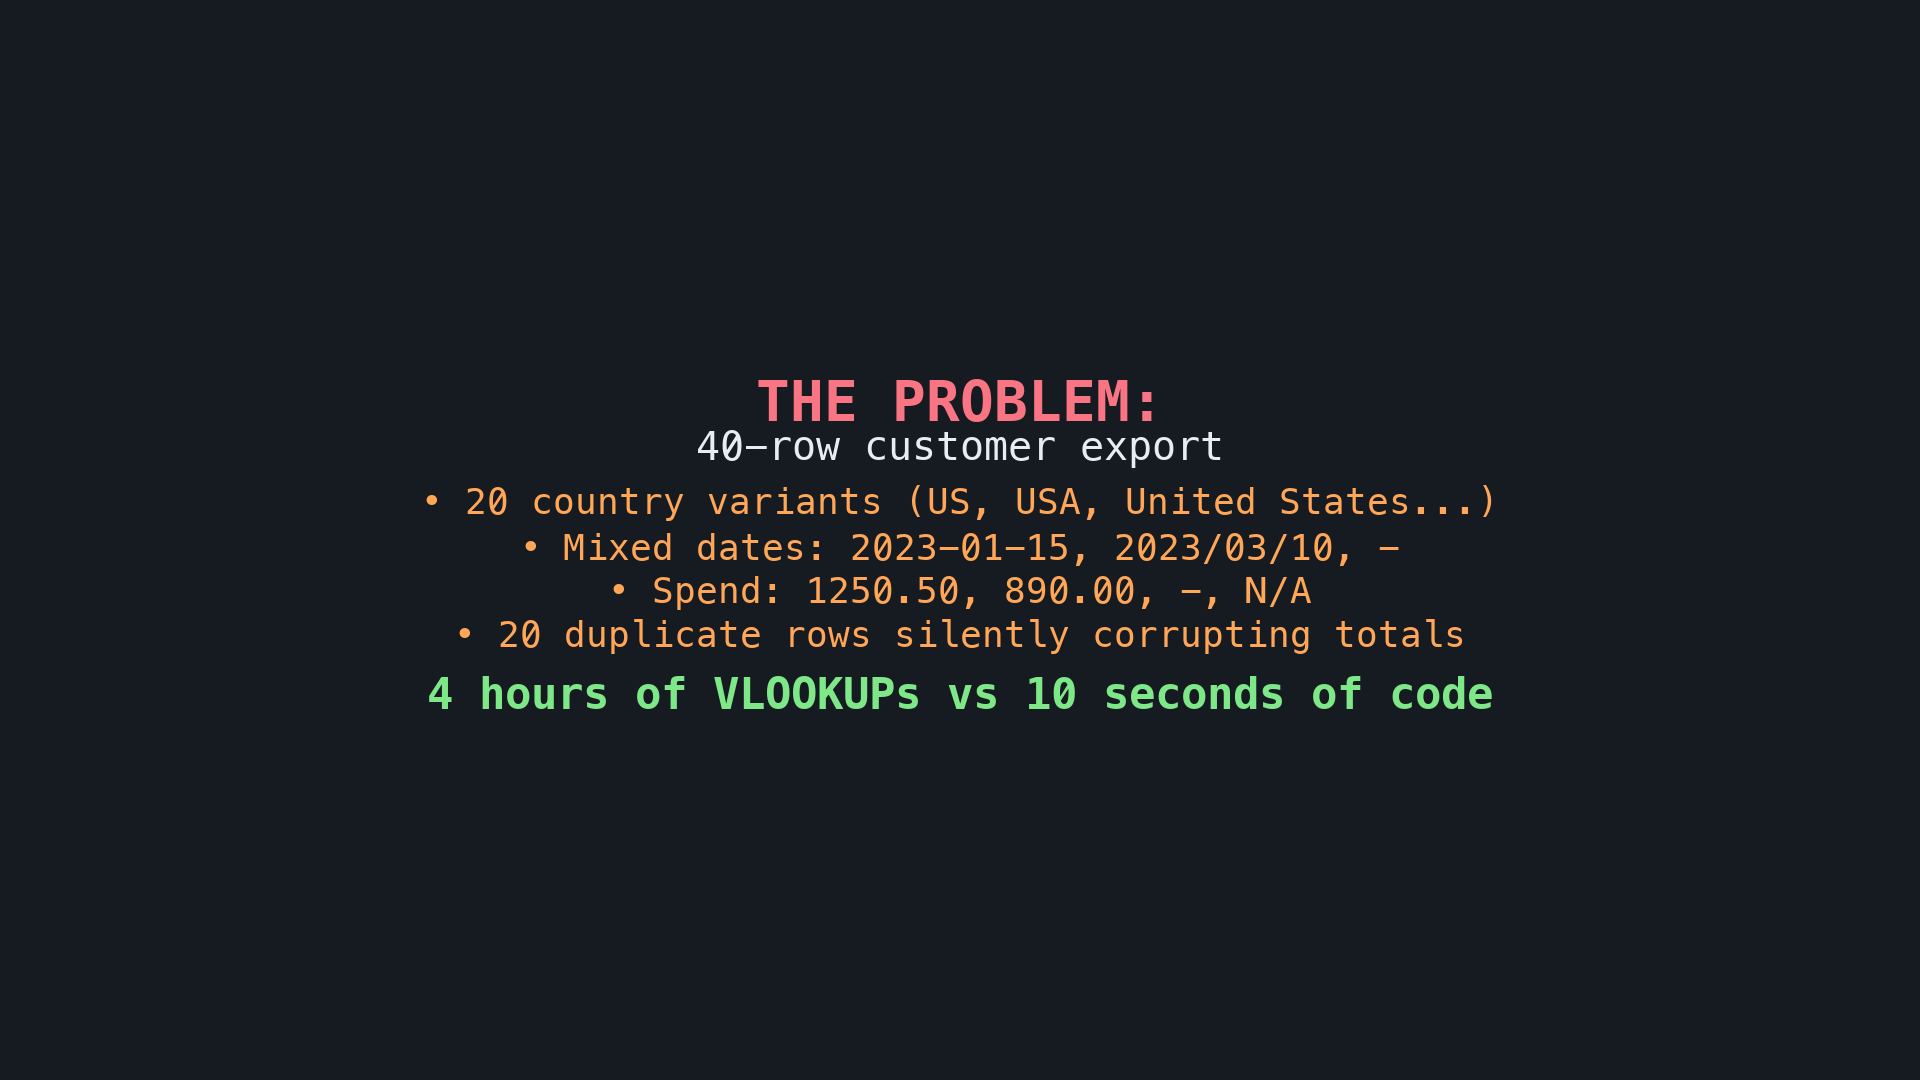 THE PROBLEM:
40−row customer export
• 20 country variants (US, USA, United States...)
• Mixed dates: 2023−01−15, 2023/03/10, −
• Spend: 1250.50, 890.00, −, N/A
• 20 duplicate rows silently corrupting totals
4 hours of VLOOKUPs vs 10 seconds of code